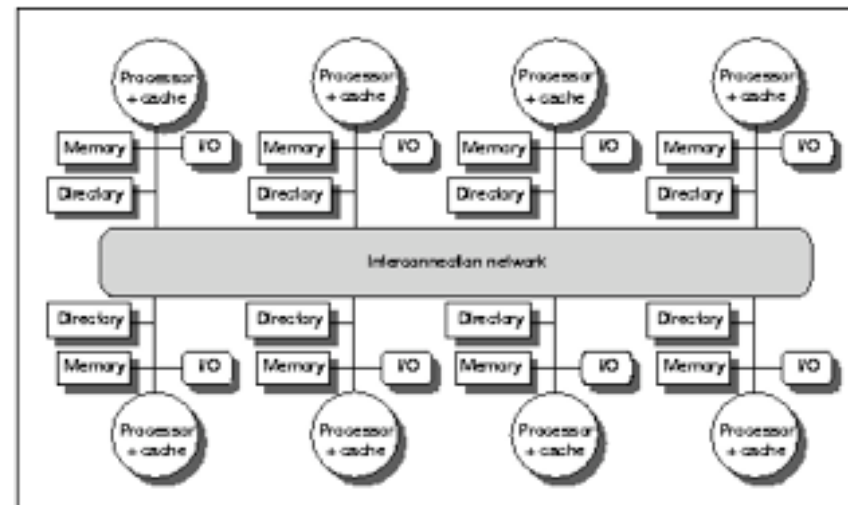 Processor
+ cache
Processor
+ cache
Processor
+ cache
Processor
+ cache
Memory I/O Memory I/O Memory I/O Memory I/O
Directory Directory Directory Directory
Interconnection network
Directory Directory Directory Directory
Memory I/O Memory I/O Memory I/O Memory I/O
Processor
+ cache
Processor
+ cache
Processor
+ cache
Processor
+ cache